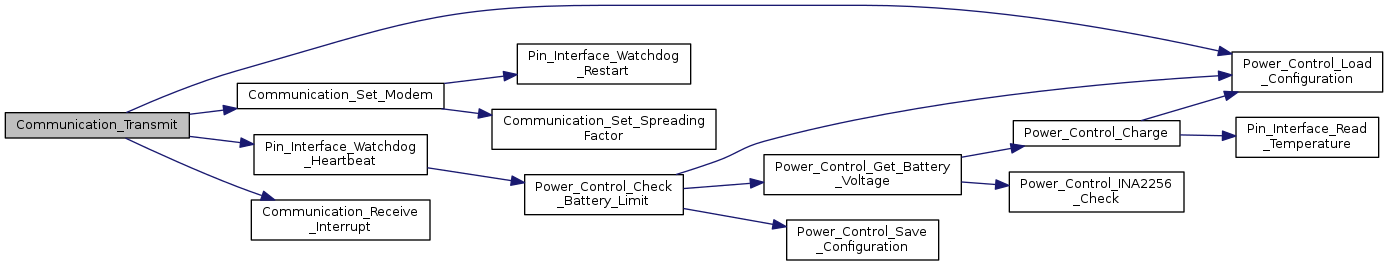 Communication_Transmit
Communication_Set_Modem
Pin_Interface_Watchdog
_Heartbeat
Communication_Receive
_Interrupt
Pin_Interface_Watchdog
_Restart
Communication_Set_Spreading
Factor
Power_Control_Check
_Battery_Limit
Power_Control_Get_Battery
_Voltage
Power_Control_Save
_Configuration
Power_Control_Charge
Power_Control_INA2256
_Check
Power_Control_Load
_Configuration
Pin_Interface_Read
_Temperature